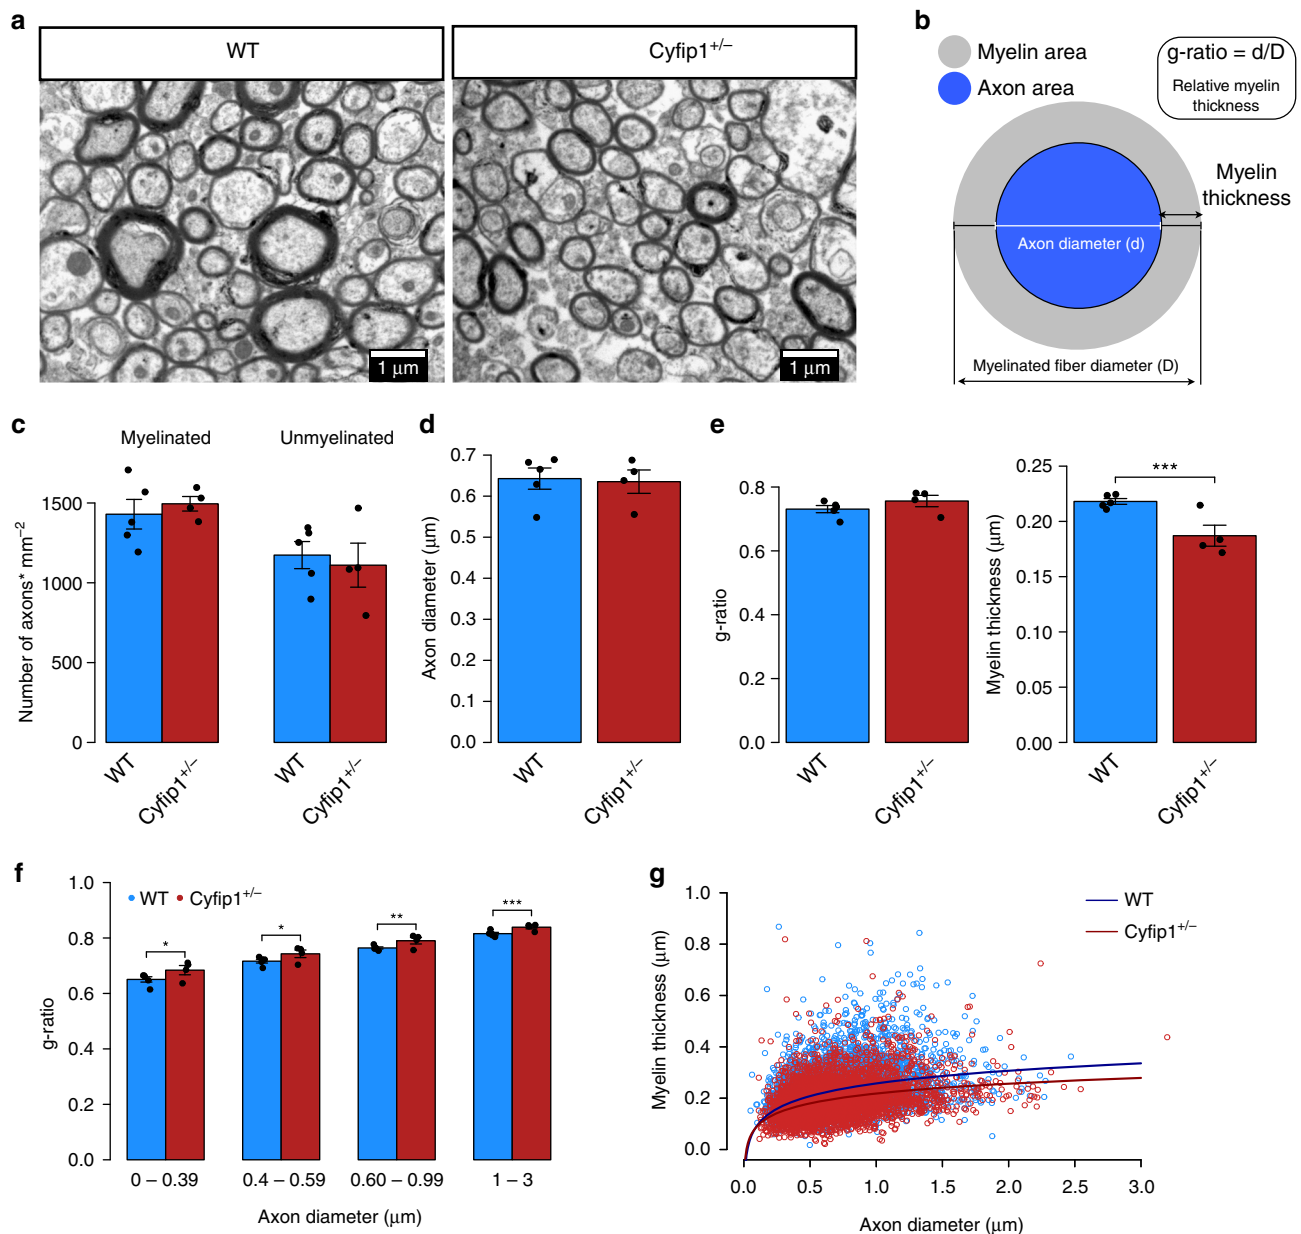 a
WT
Cyfip1+/–
1 μm
1 μm
b
Myelin area
Axon area
g-ratio = d/D
Relative myelin
thickness
Myelin
thickness
Axon diameter (d)
Myelinated fiber diameter (D)
c
Myelinated
Unmyelinated
Number of axons* mm–2
1500
1000
500
0
WT
Cyfip1+/–
WT
Cyfip1+/–
d
Axon diameter (μm)
0.7
0.6
0.5
0.4
0.3
0.2
0.1
0.0
WT
Cyfip1+/–
e
g-ratio
0.8
0.6
0.4
0.2
0.0
WT
Cyfip1+/–
Myelin thickness (μm)
0.25
0.20
0.15
0.10
0.05
0.00
***
WT
Cyfip1+/–
f
g-ratio
1.0
0.8
0.6
0.4
0.2
0.0
WT
Cyfip1+/–
*
*
**
***
0 – 0.39
0.4 – 0.59
0.60 – 0.99
1 – 3
Axon diameter (μm)
g
Myelin thickness (μm)
1.0
0.8
0.6
0.4
0.2
0.0
WT
Cyfip1+/–
0.0
0.5
1.0
1.5
2.0
2.5
3.0
Axon diameter (μm)